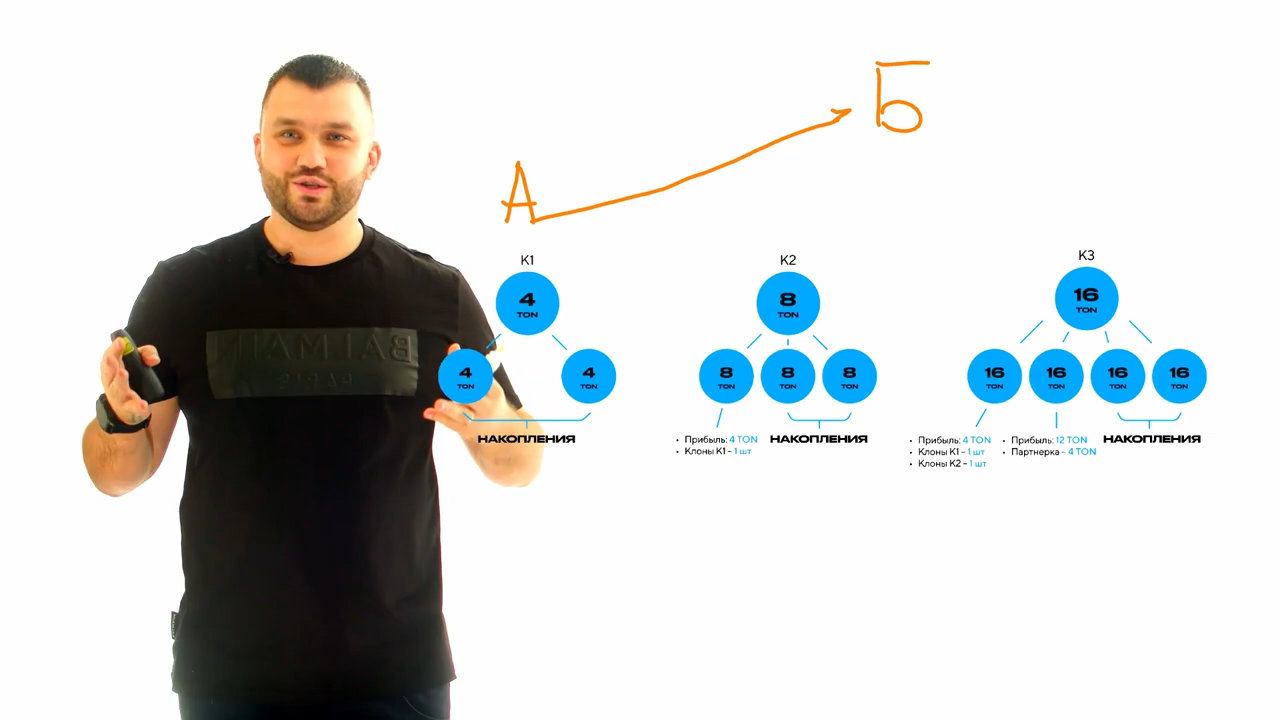 Б
А
К1
4
TON
4
TON
4
TON
НАКОПЛЕНИЯ
К2
8
TON
8
TON
8
TON
8
TON
• Прибыль: 4 TON
• Клоны К1 - 1 шт
НАКОПЛЕНИЯ
К3
16
TON
16
TON
16
TON
16
TON
16
TON
• Прибыль: 4 TON
• Клоны К1 - 1 шт
• Клоны К2 - 1 шт
• Прибыль: 12 TON
• Партнерка - 4 TON
НАКОПЛЕНИЯ
BALMAIN
PARIS